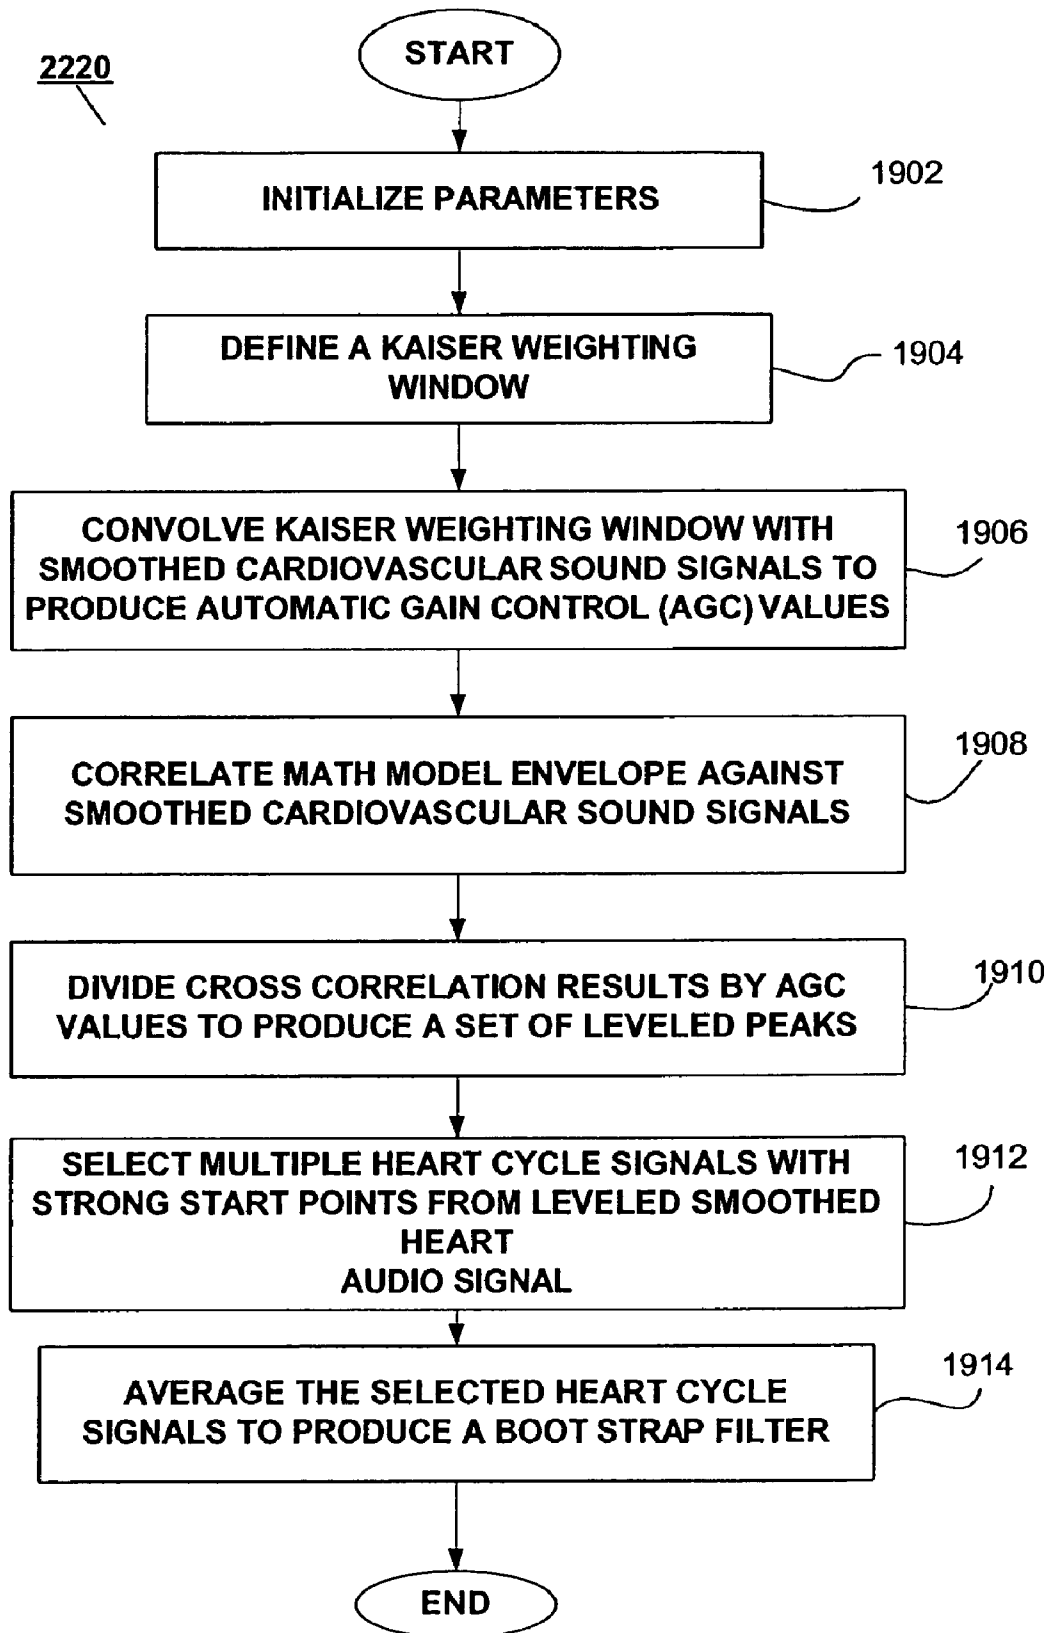 START
2220
INITIALIZE PARAMETERS
1902
DEFINE A KAISER WEIGHTING
WINDOW
1904
CONVOLVE KAISER WEIGHTING WINDOW WITH
SMOOTHED CARDIOVASCULAR SOUND SIGNALS TO
PRODUCE AUTOMATIC GAIN CONTROL (AGC) VALUES
1906
CORRELATE MATH MODEL ENVELOPE AGAINST
SMOOTHED CARDIOVASCULAR SOUND SIGNALS
1908
DIVIDE CROSS CORRELATION RESULTS BY AGC
VALUES TO PRODUCE A SET OF LEVELED PEAKS
1910
SELECT MULTIPLE HEART CYCLE SIGNALS WITH
STRONG START POINTS FROM LEVELED SMOOTHED
HEART
AUDIO SIGNAL
1912
AVERAGE THE SELECTED HEART CYCLE
SIGNALS TO PRODUCE A BOOT STRAP FILTER
1914
END